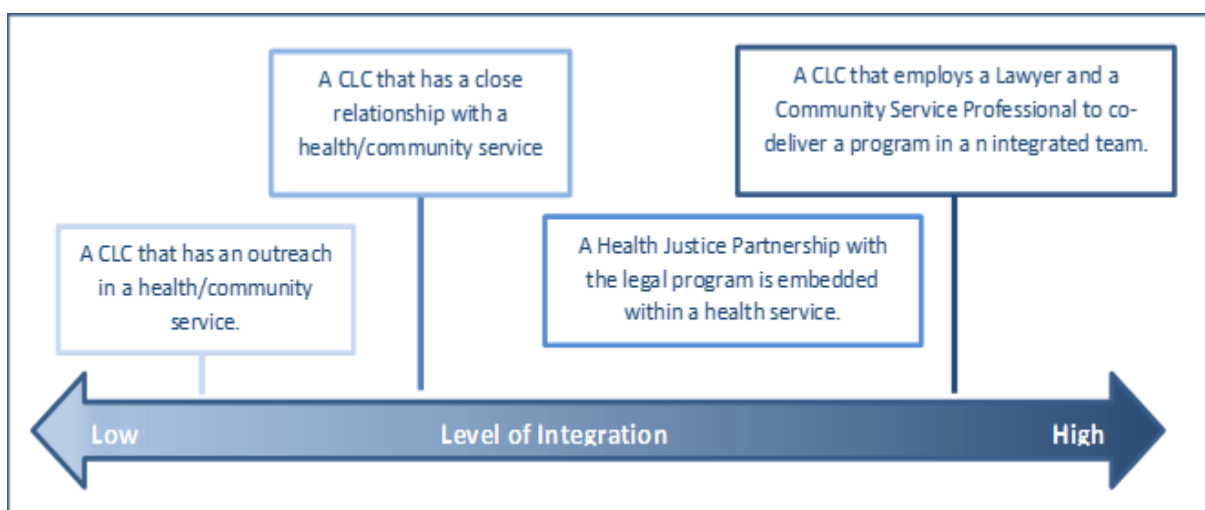 A CLC that has an outreach
in a health/community
service.
A CLC that has a close
relationship with a
health/community service
A Health Justice Partnership with
the legal program is embedded
within a health service.
A CLC that employs a Lawyer and a
Community Service Professional to co-
deliver a program in a n integrated team.
Low
Level of Integration
High